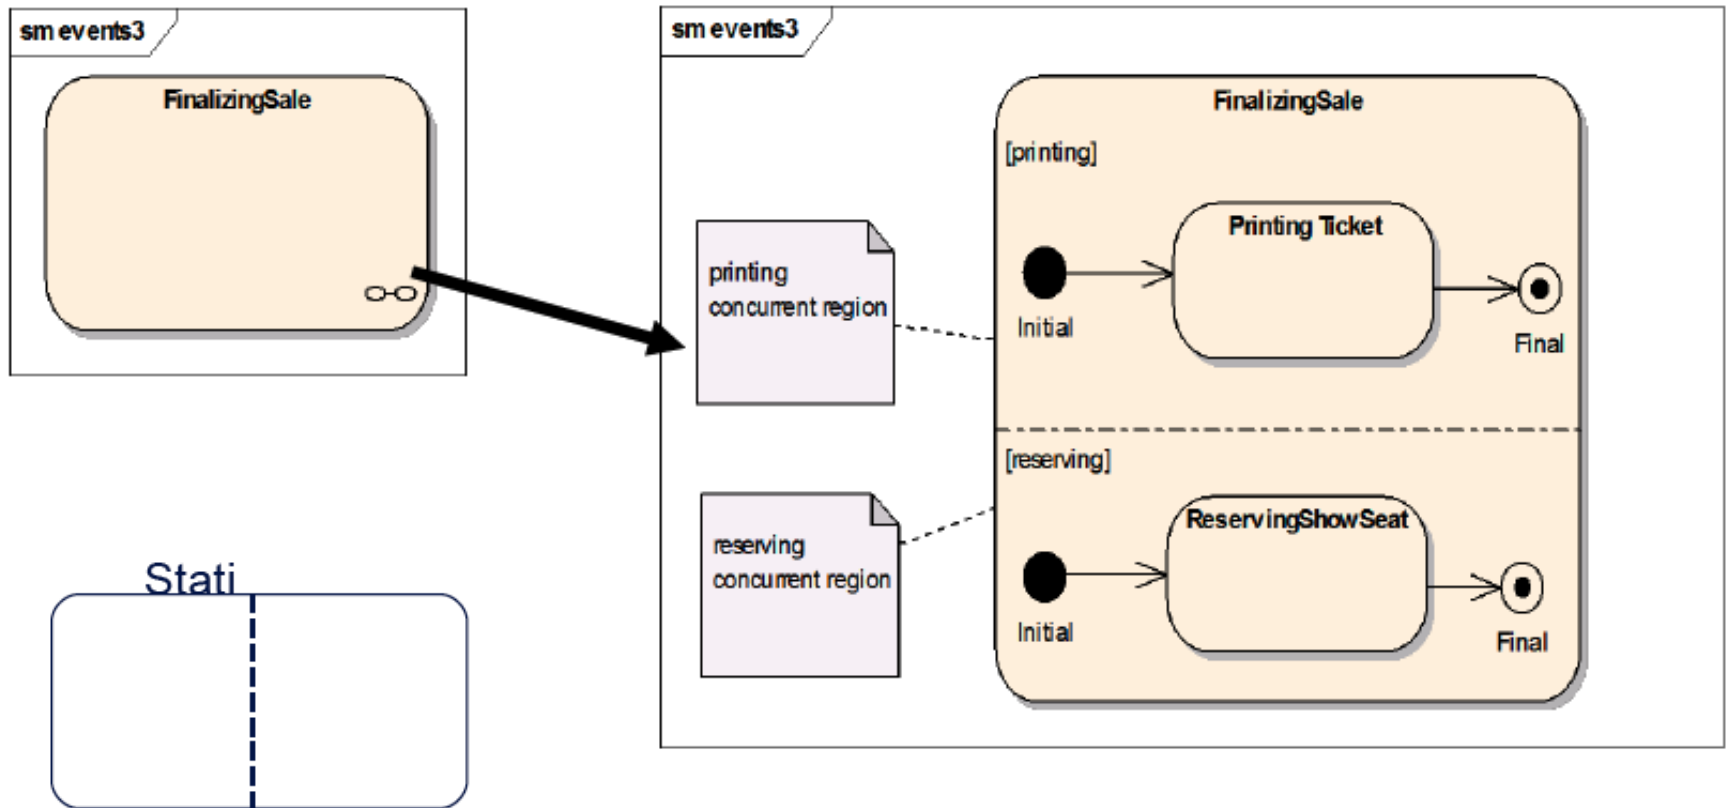 sm events3
FinalizingSale
sm events3
FinalizingSale
[printing]
Printing Ticket
Initial
Final
printing
concurrent region
[reserving]
ReservingShowSeat
Initial
Final
reserving
concurrent region
Stati